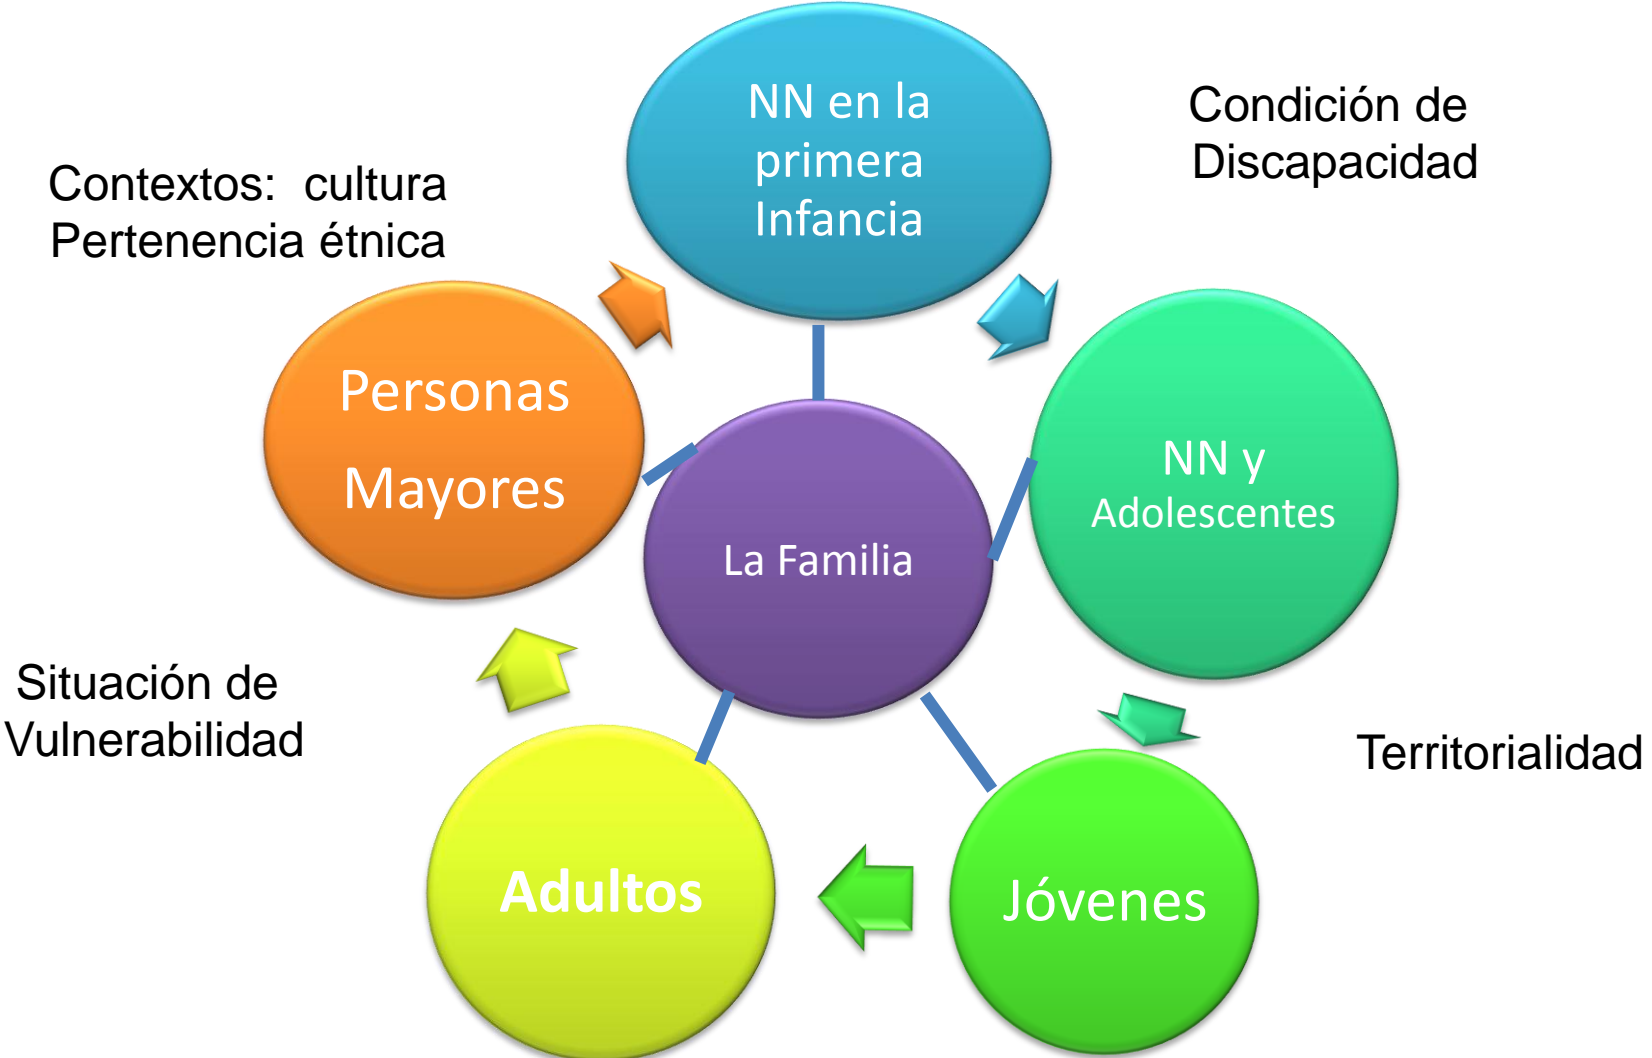 NN en la
primera
Infancia
Condición de
Discapacidad
Contextos:  cultura
Pertenencia étnica
Personas
Mayores
NN y
Adolescentes
La Familia
Situación de
Vulnerabilidad
Territorialidad
Adultos
Jóvenes